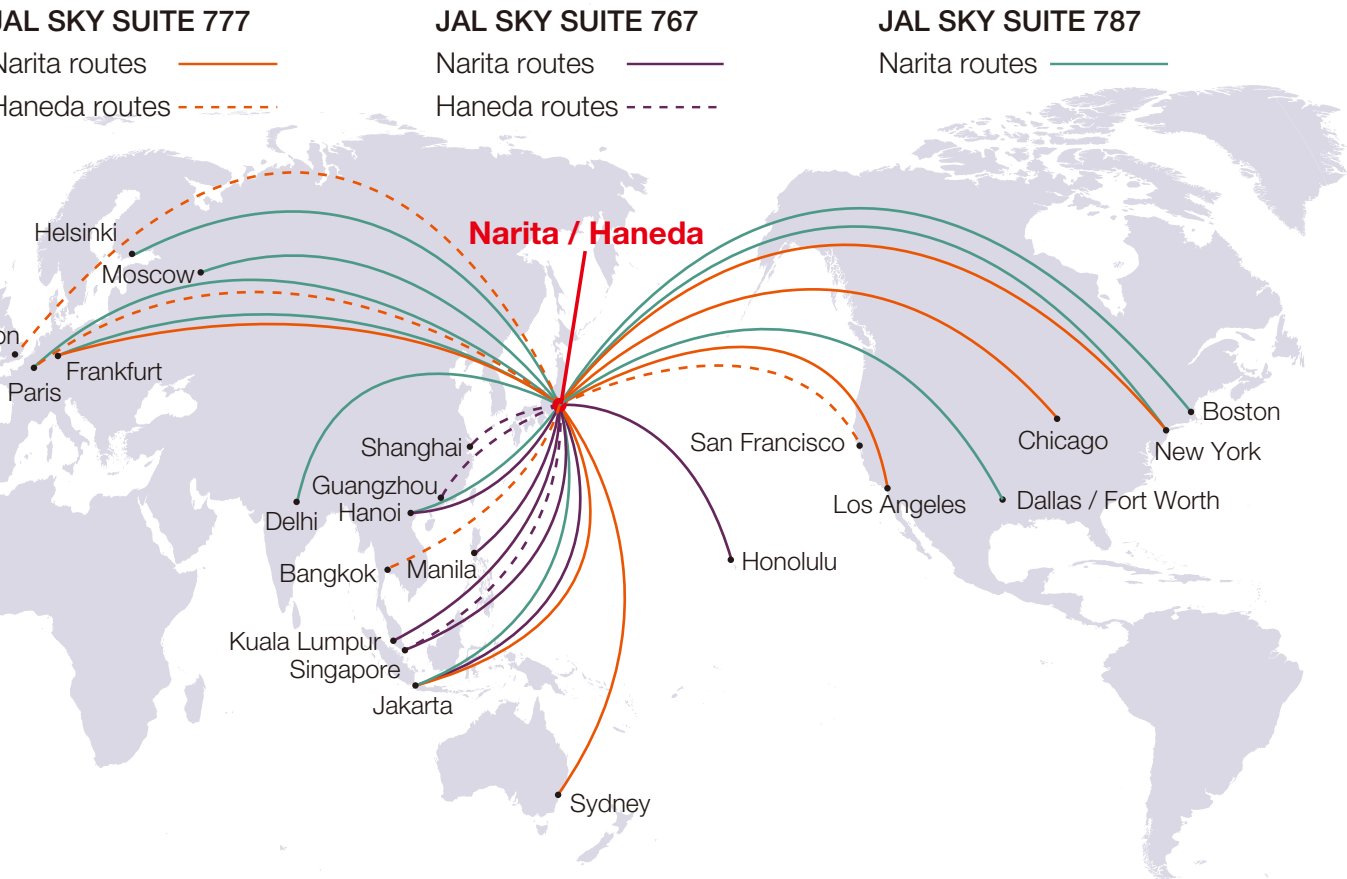 JAL SKY SUITE 777
Narita routes
Haneda routes
JAL SKY SUITE 767
Narita routes
Haneda routes
JAL SKY SUITE 787
Narita routes
Narita / Haneda
Helsinki
Moscow
on
Paris
Frankfurt
Shanghai
Guangzhou
Hanoi
Delhi
Bangkok
Manila
Kuala Lumpur
Singapore
Jakarta
Sydney
Honolulu
San Francisco
Los Angeles
Dallas / Fort Worth
Chicago
New York
Boston